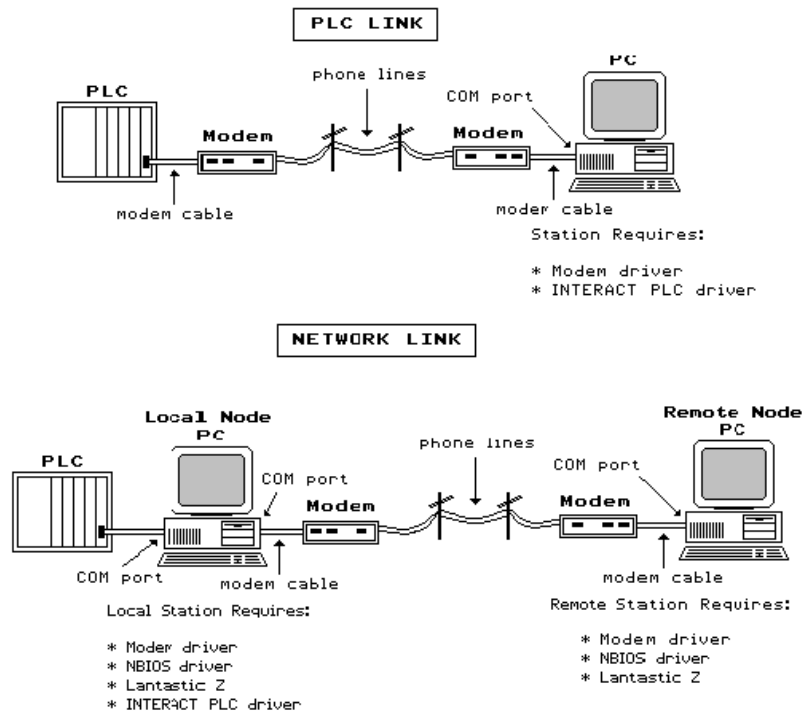 PLC LINK
PC
phone lines
PLC
COM port
Modem
Modem
modem cable
modem cable
Station Requires:
* Modem driver
* INTERACT PLC driver
NETWORK LINK
Local Node
PC
Remote Node
PC
phone lines
PLC
COM port
COM port
Modem
Modem
COM port
modem cable
modem cable
Local Station Requires:
* Modem driver
* NBIOS driver
* Lantastic Z
* INTERACT PLC driver
Remote Station Requires:
* Modem driver
* NBIOS driver
* Lantastic Z